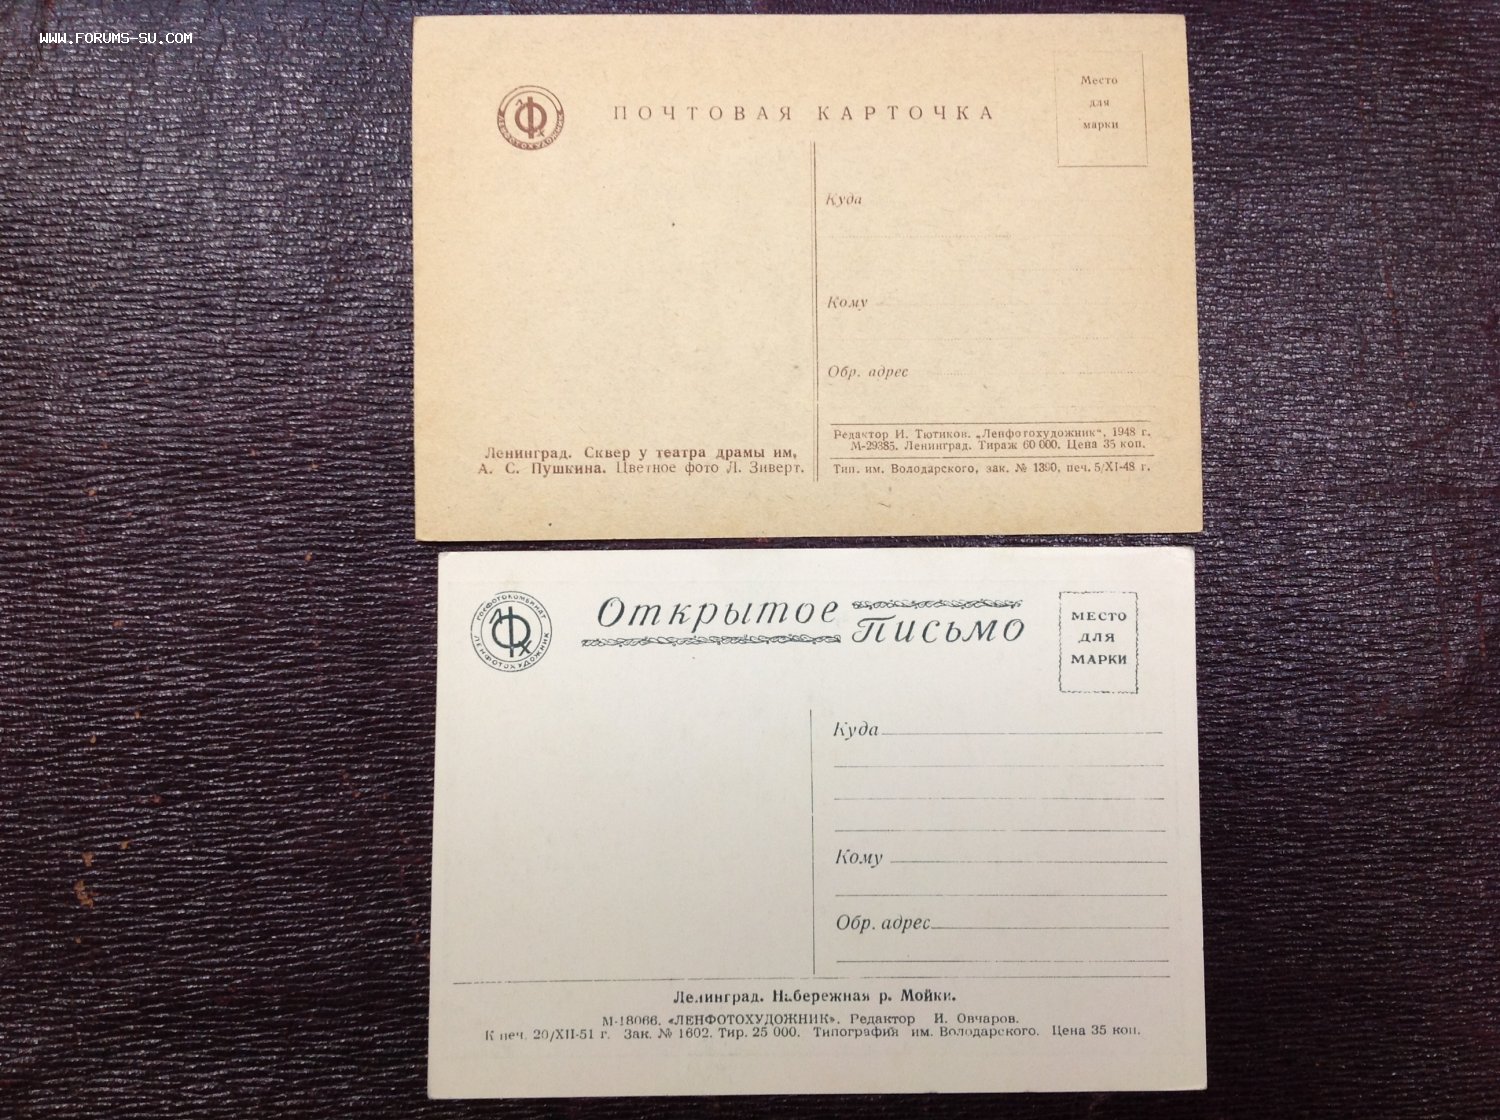 WWW.FORUMS-SU.COM
ЛЕНФОТОХУДОЖНИК
ПОЧТОВАЯ КАРТОЧКА
Место
для
марки
Куда
Кому
Обр. адрес
Ленинград. Сквер у театра драмы им,
А. С. Пушкина. Цветное фото Л. Зиверт.
Редактор И. Тютиков. „Ленфотохудожник“, 1948 г.
М-29385. Ленинград. Тираж 60 000. Цена 35 коп.
Тип. им. Володарского, зак. № 1390, печ. 5/XI-48 г.
ГОСФОТОКОМБИНАТ
ЛЕНФОТОХУДОЖНИК
Открытое
Письмо
МЕСТО
ДЛЯ
МАРКИ
Куда
Кому
Обр. адрес
Ленинград. Набережная р. Мойки.
М-18066. «ЛЕНФОТОХУДОЖНИК». Редактор И. Овчаров.
К печ. 20/XII-51 г. Зак. № 1602. Тир. 25 000. Типография им. Володарского. Цена 35 коп.